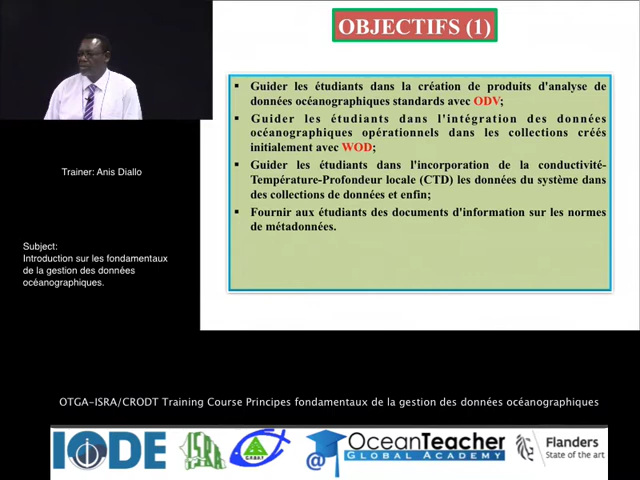 OBJECTIFS (1)
▪ Guider les étudiants dans la création de produits d'analyse de
données océanographiques standards avec ODV;
▪ Guider les étudiants dans l'intégration des données
océanographiques opérationnels dans les collections créés
initialement avec WOD;
▪ Guider les étudiants dans l'incorporation de la conductivité-
Température-Profondeur locale (CTD) les données du système dans
des collections de données et enfin;
▪ Fournir aux étudiants des documents d'information sur les normes
de métadonnées.
Trainer: Anis Diallo
Subject:
Introduction sur les fondamentaux
de la gestion des données
océanographiques.
OTGA-ISRA/CRODT Training Course Principes fondamentaux de la gestion des données océanographiques
IODE
ISRA
@
OceanTeacher
GLOBAL ACADEMY
Flanders
State of the art